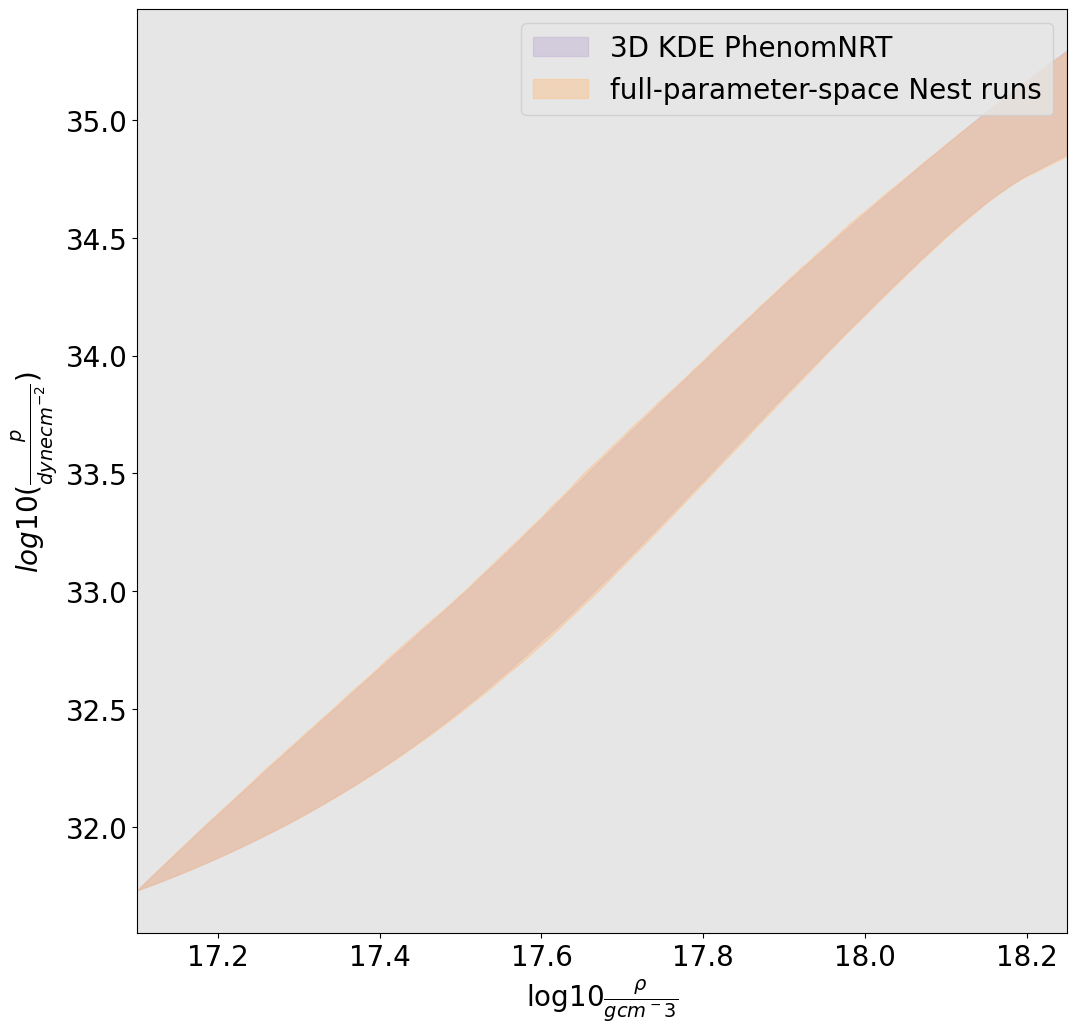 3D KDE PhenomNRT
full-parameter-space Nest runs
35.0
34.5
34.0
33.5
33.0
32.5
32.0
log10(p/dynecm⁻²)
17.2 17.4 17.6 17.8 18.0 18.2
log10 ρ/gcm⁻3